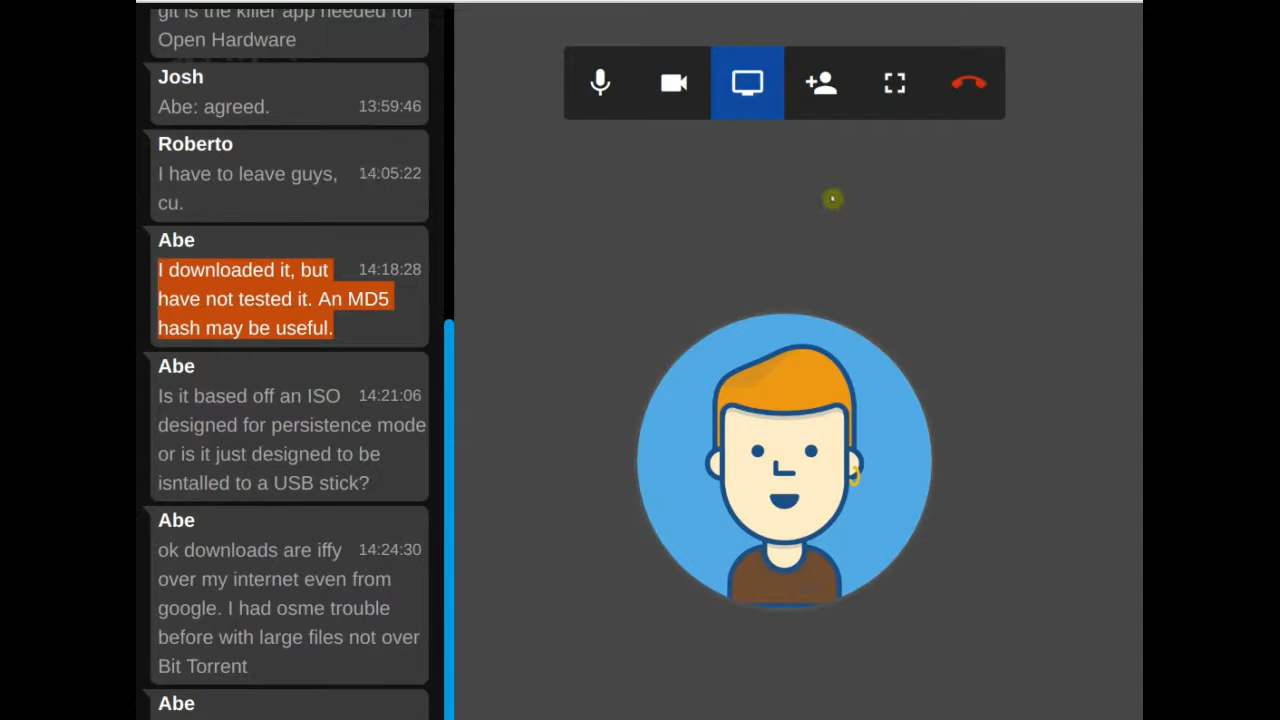 git is the killer app needed for
Open Hardware
Josh
Abe: agreed. 13:59:46
Roberto
I have to leave guys, 14:05:22
cu.
Abe
I downloaded it, but 14:18:28
have not tested it. An MD5
hash may be useful.
Abe
Is it based off an ISO 14:21:06
designed for persistence mode
or is it just designed to be
isntalled to a USB stick?
Abe
ok downloads are iffy 14:24:30
over my internet even from
google. I had osme trouble
before with large files not over
Bit Torrent
Abe